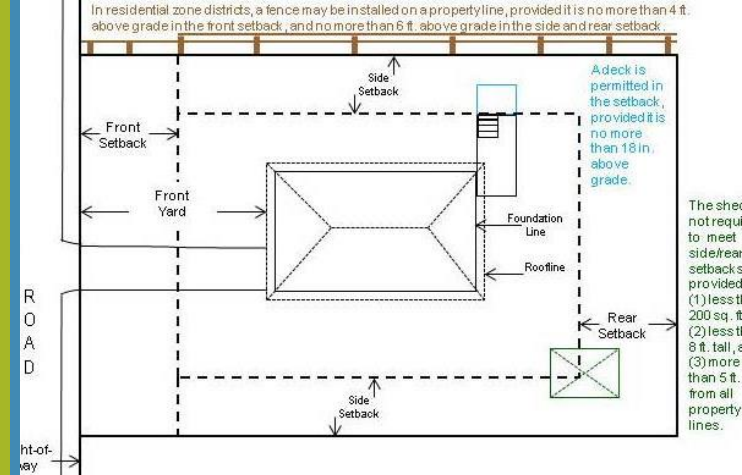 In residential zone districts, a fence may be installed on a property line, provided it is no more than 4 ft.
above grade in the front setback, and no more than 6 ft. above grade in the side and rear setback.
Side
Setback
A deck is
permitted in
the setback,
provided it is
no more
than 18 in.
above
grade.
Front
Setback
Front
Yard
Foundation
Line
Roofline
The shed
not requi
to meet
side/rear
setbacks
provided
(1) less th
200 sq. ft
(2) less th
8 ft. tall, a
(3) more
than 5 ft.
from all
property
lines.
R
O
A
D
Rear
Setback
Side
Setback
ht-of-
way